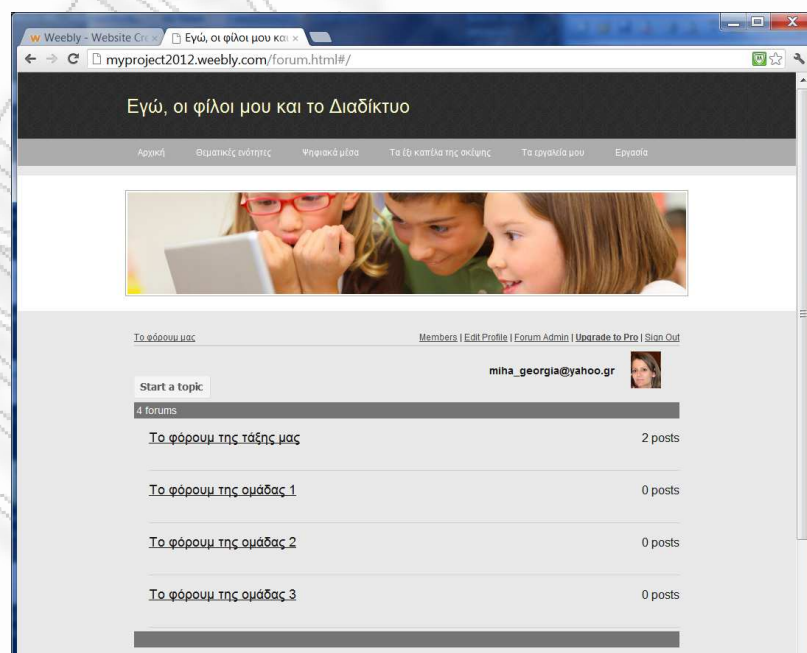 Weebly - Website Cre
Εγώ, οι φίλοι μου και
myproject2012.weebly.com/forum.html#/
Εγώ, οι φίλοι μου και το Διαδίκτυο
Αρχική Θεματικές ενότητες Ψηφιακά μέσα Τα έξι καπέλα της σκέψης Τα εργαλεία μου Εργασία
Το φόρουμ μας Members | Edit Profile | Forum Admin | Upgrade to Pro | Sign Out
miha_georgia@yahoo.gr
Start a topic
4 forums
Το φόρουμ της τάξης μας 2 posts
Το φόρουμ της ομάδας 1 0 posts
Το φόρουμ της ομάδας 2 0 posts
Το φόρουμ της ομάδας 3 0 posts